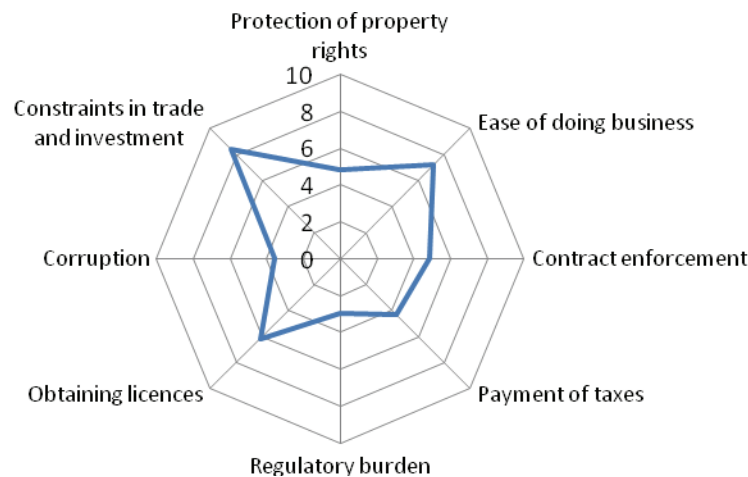 Protection of property
rights
10
Constraints in trade
and investment
8
Ease of doing business
6
4
2
Corruption
0
Contract enforcement
Obtaining licences
Payment of taxes
Regulatory burden